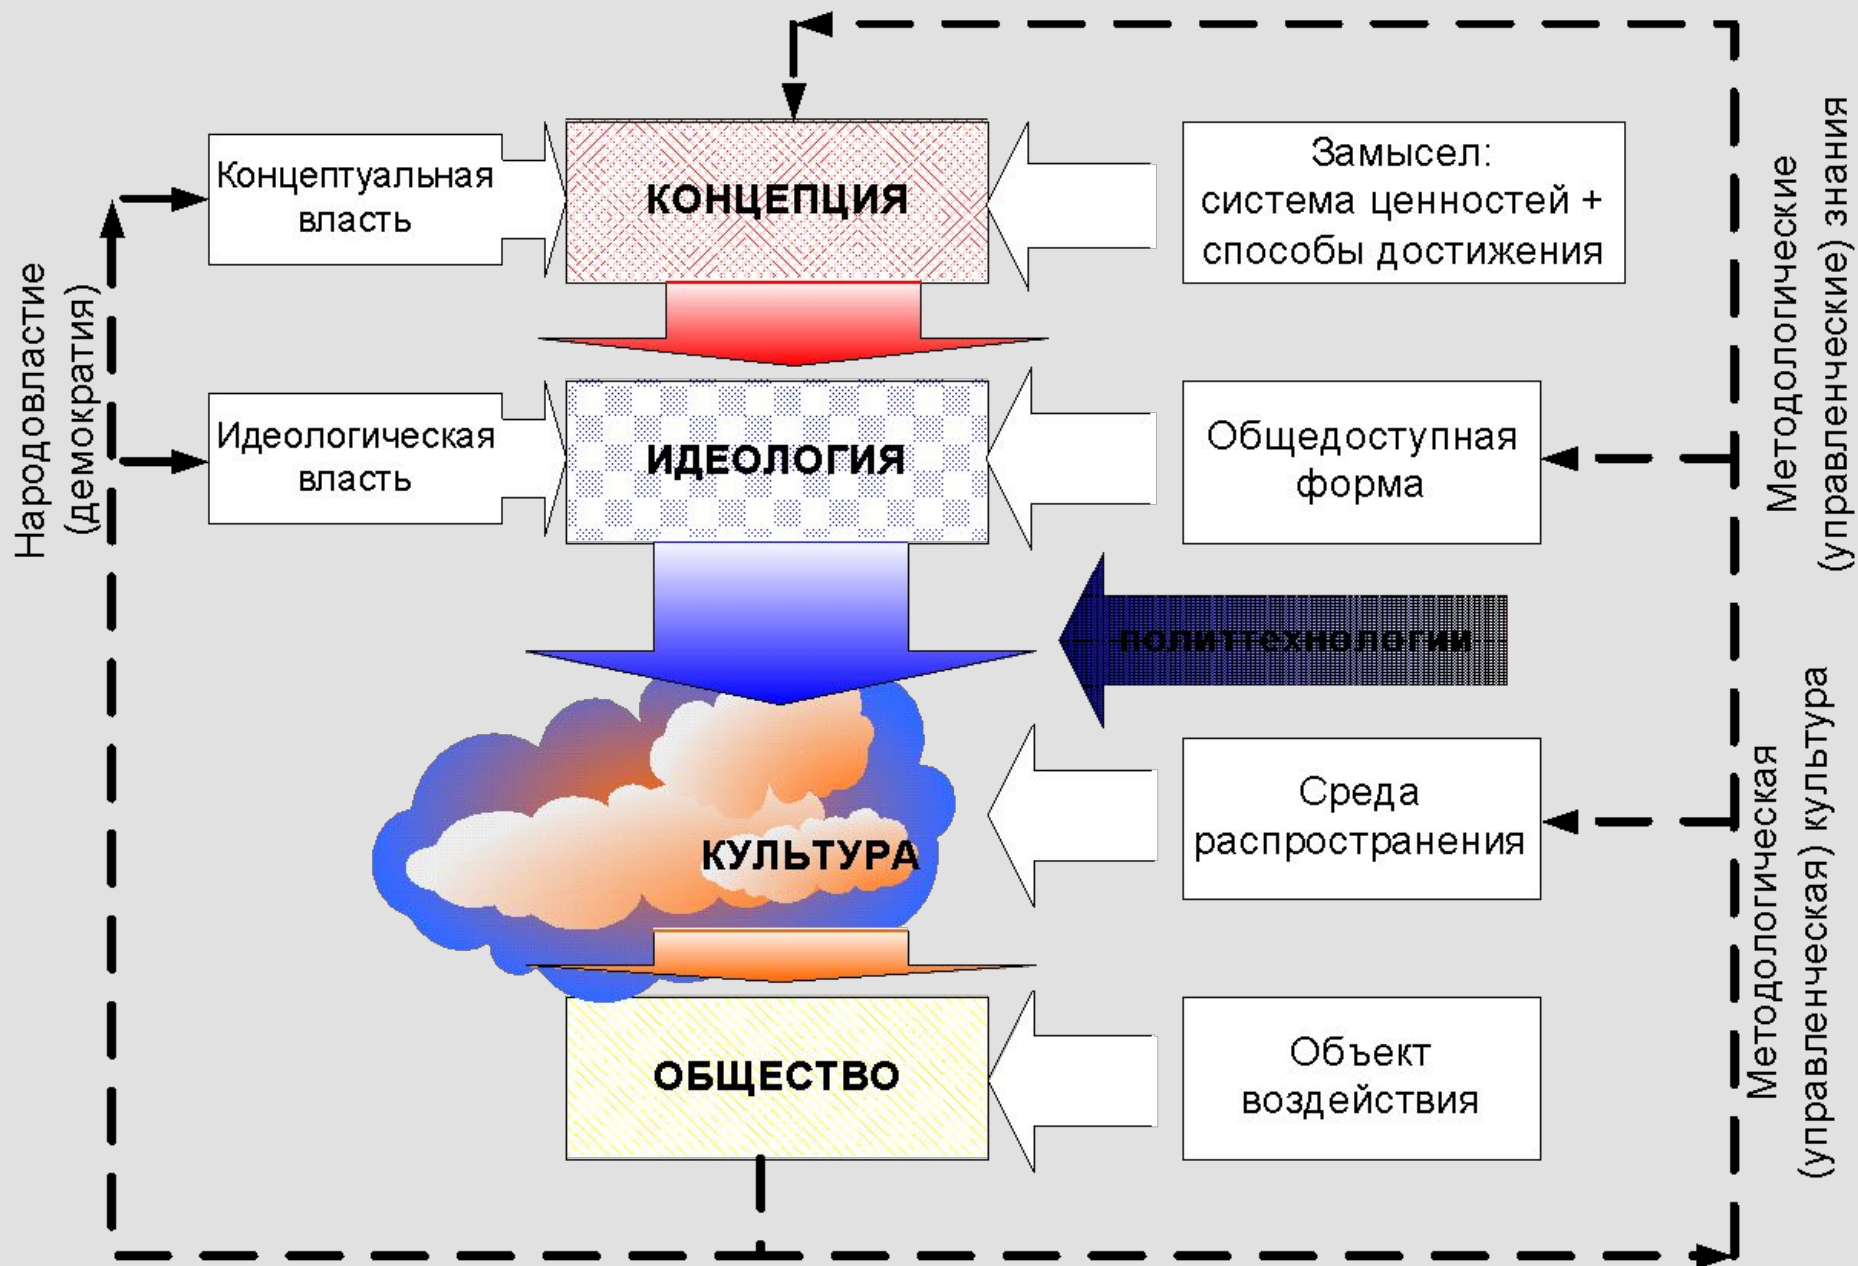 Концептуальная
власть
КОНЦЕПЦИЯ
Замысел:
система ценностей +
способы достижения
Народовластие
(демократия)
Методологические
(управленческие) знания
Идеологическая
власть
ИДЕОЛОГИЯ
Общедоступная
форма
политтехнологии
КУЛЬТУРА
Среда
распространения
Методологическая
(управленческая) культура
ОБЩЕСТВО
Объект
воздействия